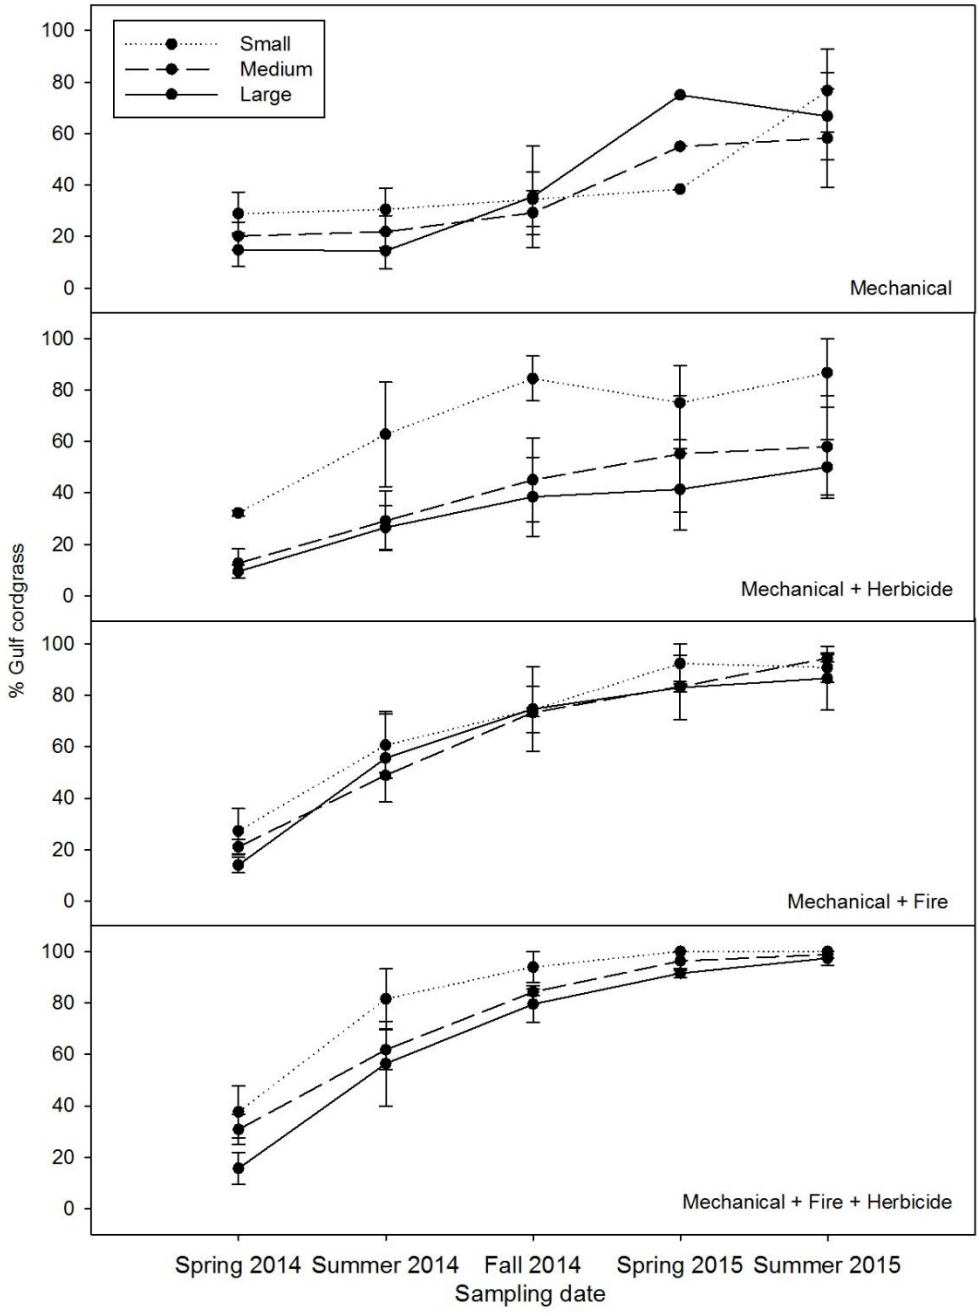 100
80
60
40
20
0
Small
Medium
Large
Mechanical
100
80
60
40
20
0
Mechanical + Herbicide
% Gulf cordgrass
100
80
60
40
20
0
Mechanical + Fire
100
80
60
40
20
0
Mechanical + Fire + Herbicide
Spring 2014 Summer 2014 Fall 2014 Spring 2015 Summer 2015
Sampling date